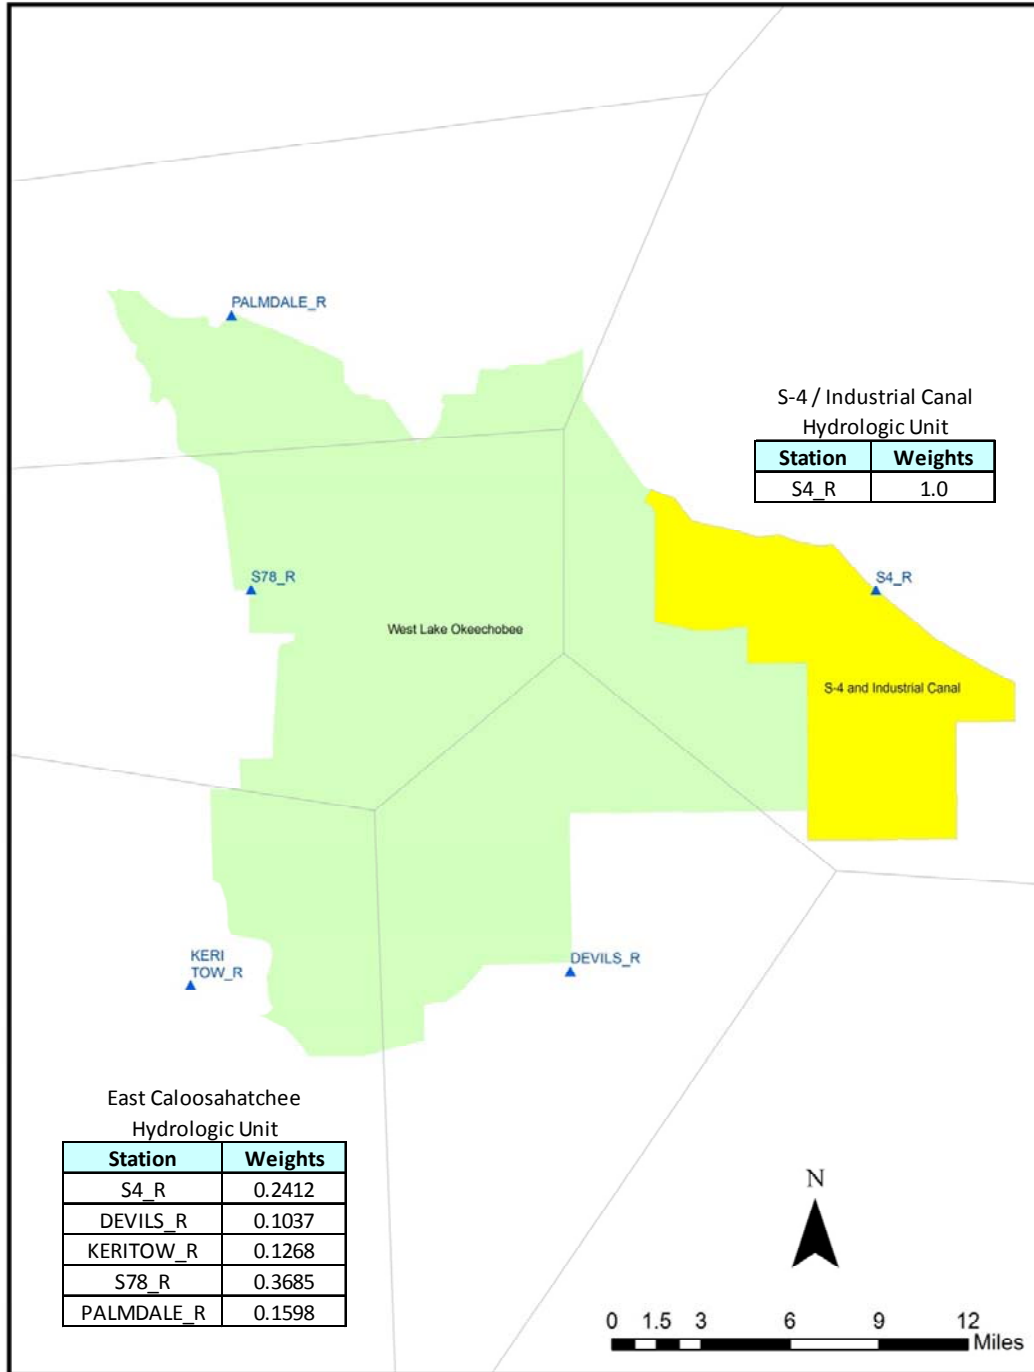 PALMDALE_R
S-4 / Industrial Canal
Hydrologic Unit
Station Weights
S4_R 1.0
S78_R
S4_R
West Lake Okeechobee
S-4 and Industrial Canal
KERI
TOW_R
DEVILS_R
East Caloosahatchee
Hydrologic Unit
Station Weights
S4_R 0.2412
DEVILS_R 0.1037
KERITOW_R 0.1268
S78_R 0.3685
PALMDALE_R 0.1598
N
0 1.5 3 6 9 12
Miles